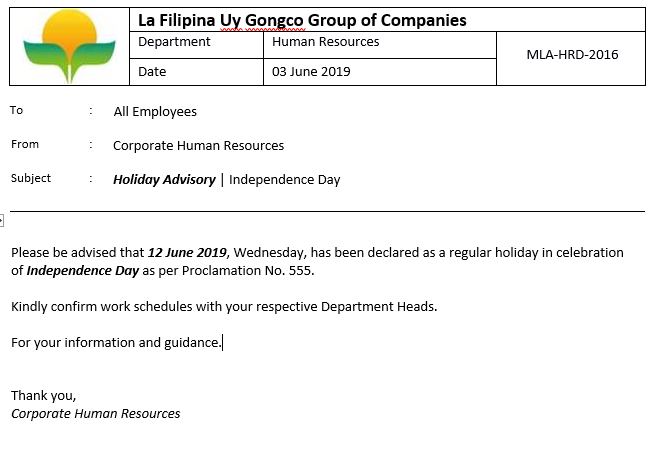 La Filipina Uy Gongco Group of Companies
Department Human Resources
MLA-HRD-2016
Date 03 June 2019
To : All Employees
From : Corporate Human Resources
Subject : Holiday Advisory | Independence Day
Please be advised that 12 June 2019, Wednesday, has been declared as a regular holiday in celebration
of Independence Day as per Proclamation No. 555.
Kindly confirm work schedules with your respective Department Heads.
For your information and guidance.
Thank you,
Corporate Human Resources